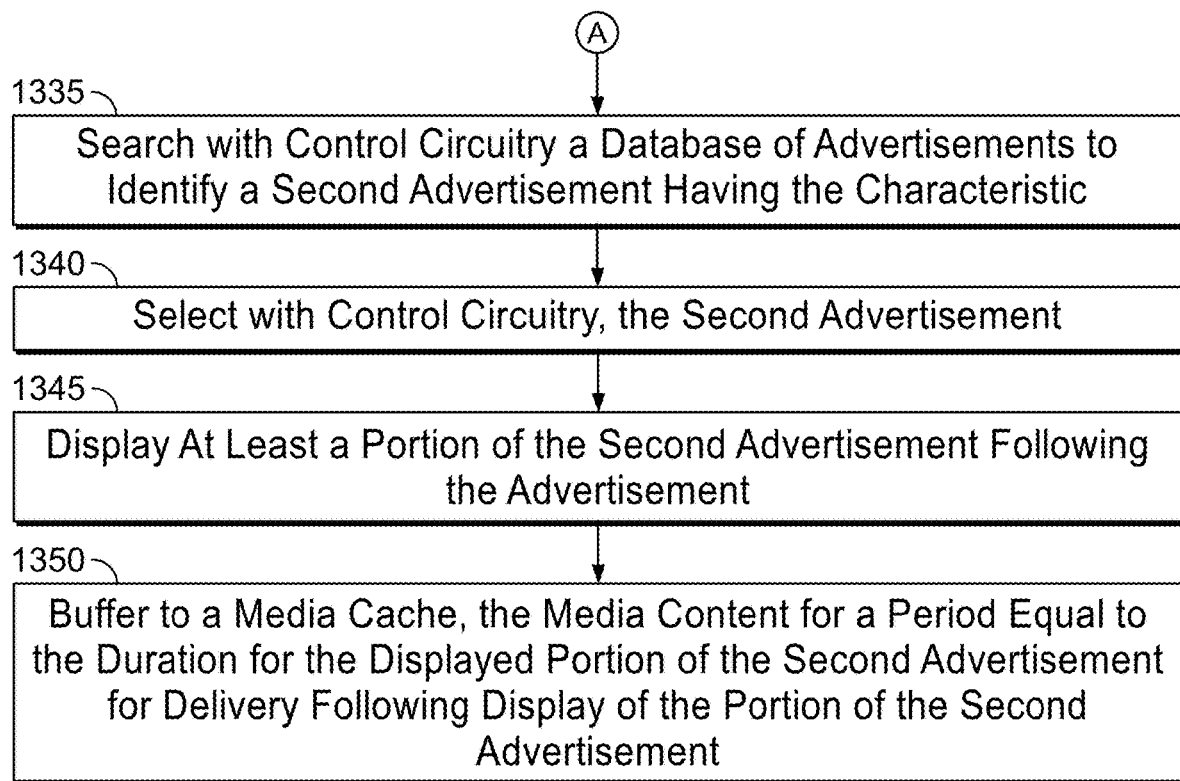 A
1335
Search with Control Circuitry a Database of Advertisements to
Identify a Second Advertisement Having the Characteristic
1340
Select with Control Circuitry, the Second Advertisement
1345
Display At Least a Portion of the Second Advertisement Following
the Advertisement
1350
Buffer to a Media Cache, the Media Content for a Period Equal to
the Duration for the Displayed Portion of the Second Advertisement
for Delivery Following Display of the Portion of the Second
Advertisement